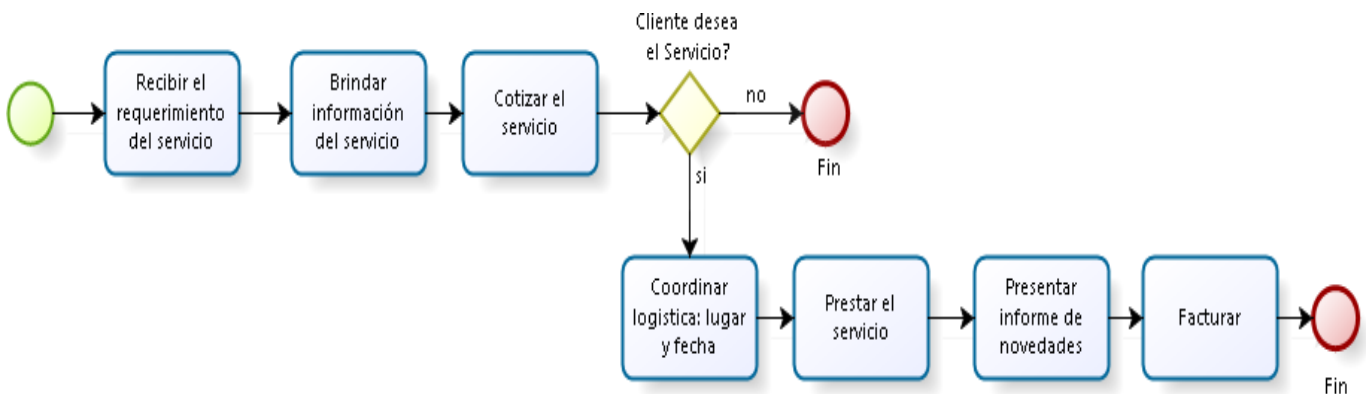 Cliente desea
el Servicio?
Recibir el
requerimiento
del servicio
Brindar
información
del servicio
Cotizar el
servicio
no
Fin
si
Coordinar
logistica: lugar
y fecha
Prestar el
servicio
Presentar
informe de
novedades
Facturar
Fin